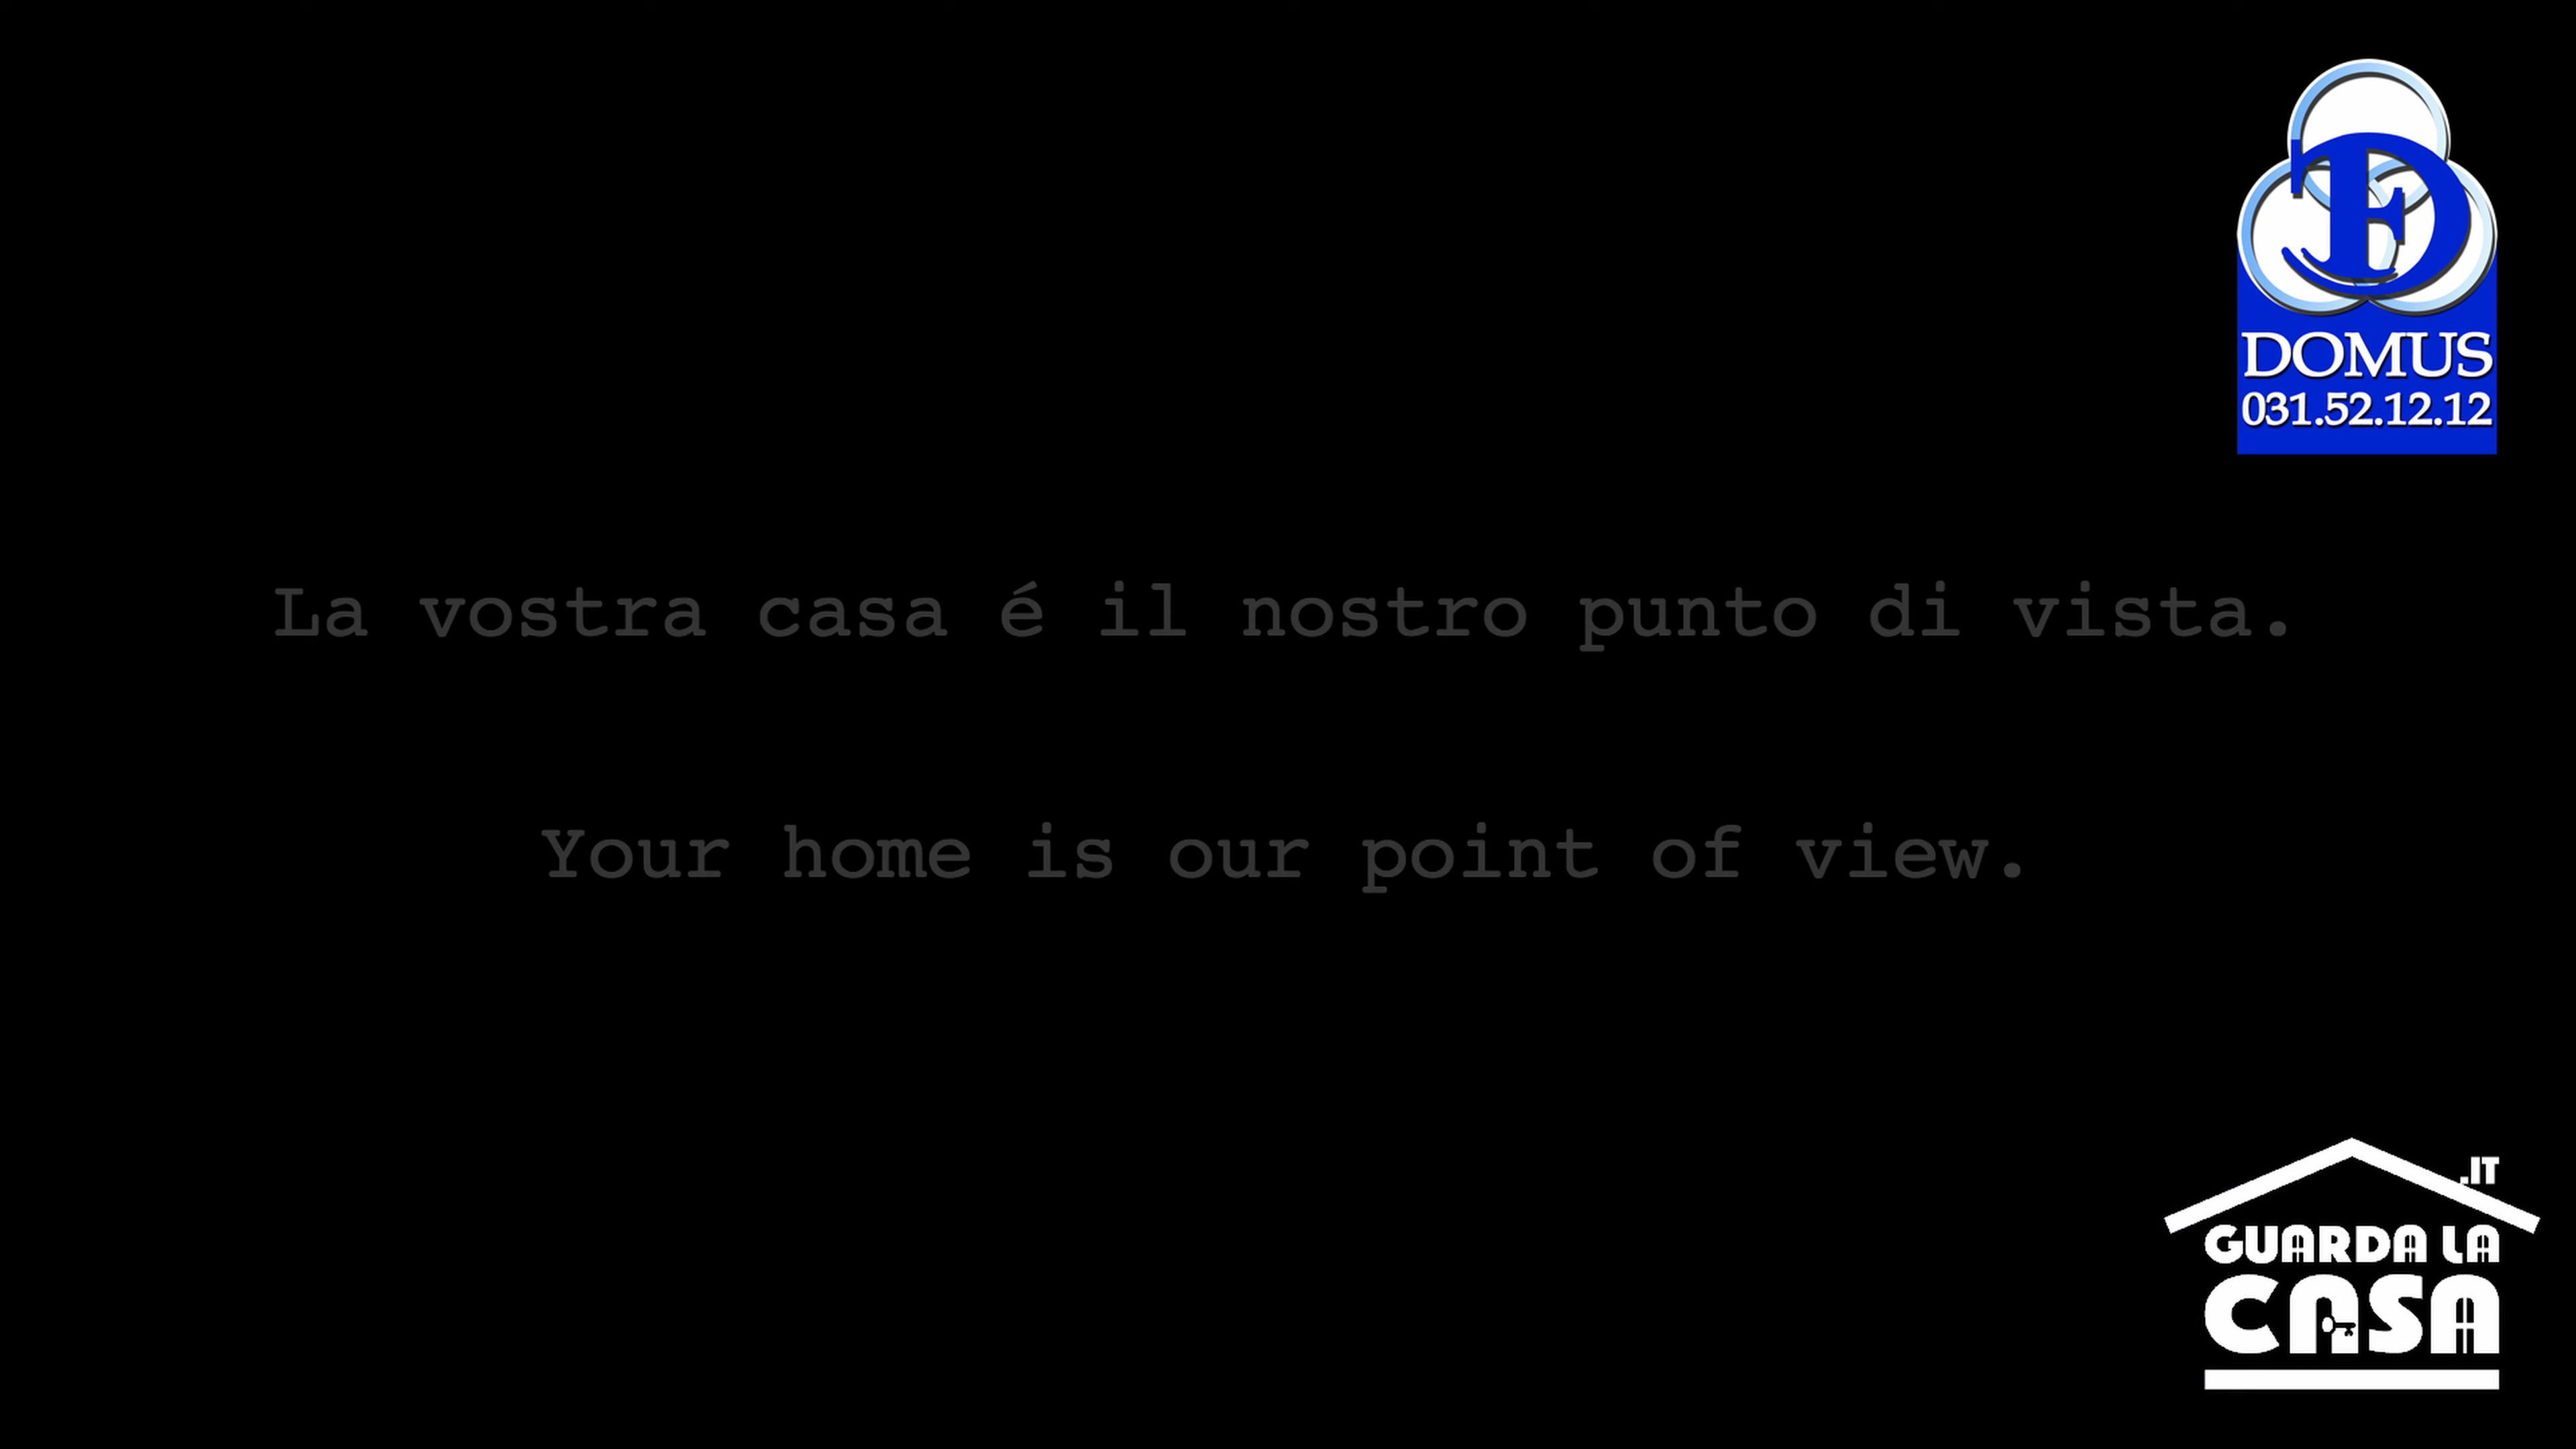 DF
DOMUS
031.52.12.12
La vostra casa é il nostro punto di vista.
Your home is our point of view.
.IT
GUARDA LA
CASA